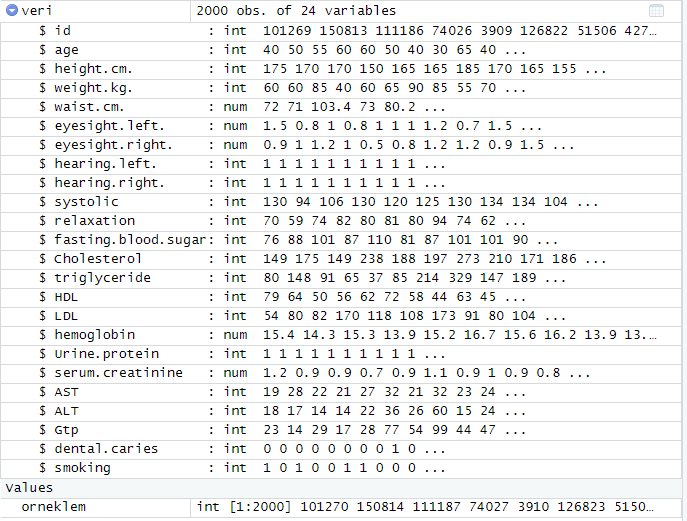 veri 2000 obs. of 24 variables
$ id : int 101269 150813 111186 74026 3909 126822 51506 427…
$ age : int 40 50 55 60 60 50 40 30 65 40 ...
$ height.cm. : int 175 170 170 150 165 165 185 170 165 155 ...
$ weight.kg. : int 60 60 85 40 60 65 90 85 55 70 ...
$ waist.cm. : num 72 71 103.4 73 80.2 ...
$ eyesight.left. : num 1.5 0.8 1 0.8 1 1 1 1.2 0.7 1.5 ...
$ eyesight.right. : num 0.9 1 1.2 1 0.5 0.8 1.2 1.2 0.9 1.5 ...
$ hearing.left. : int 1 1 1 1 1 1 1 1 1 1 ...
$ hearing.right. : int 1 1 1 1 1 1 1 1 1 1 ...
$ systolic : int 130 94 106 130 120 125 130 134 134 104 ...
$ relaxation : int 70 59 74 82 80 81 80 94 74 62 ...
$ fasting.blood.sugar: int 76 88 101 87 110 81 87 101 101 90 ...
$ Cholesterol : int 149 175 149 238 188 197 273 210 171 186 ...
$ triglyceride : int 80 148 91 65 37 85 214 329 147 189 ...
$ HDL : int 79 64 50 56 62 72 58 44 63 45 ...
$ LDL : int 54 80 82 170 118 108 173 91 80 104 ...
$ hemoglobin : num 15.4 14.3 15.3 13.9 15.2 16.7 15.6 16.2 13.9 13.…
$ Urine.protein : int 1 1 1 1 1 1 1 1 1 1 ...
$ serum.creatinine : num 1.2 0.9 0.9 0.7 0.9 1.1 0.9 1 0.9 0.8 ...
$ AST : int 19 28 22 21 27 32 21 32 23 24 ...
$ ALT : int 18 17 14 14 22 36 26 60 15 24 ...
$ Gtp : int 23 14 29 17 28 77 54 99 44 47 ...
$ dental.caries : int 0 0 0 0 0 0 0 0 1 0 ...
$ smoking : int 1 0 1 0 0 1 1 0 0 0 ...
Values
orneklem int [1:2000] 101270 150814 111187 74027 3910 126823 5150…